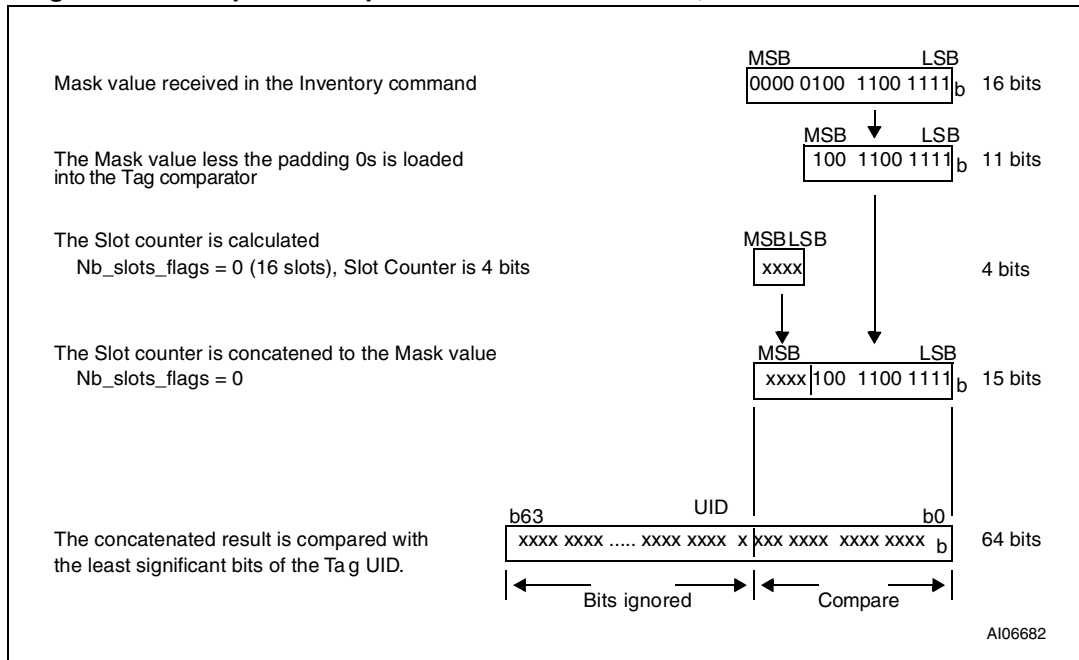 MSB LSB
Mask value received in the Inventory command 0000 0100 1100 1111 b 16 bits
MSB LSB
The Mask value less the padding 0s is loaded
into the Tag comparator
100 1100 1111 b 11 bits
The Slot counter is calculated
MSB LSB
Nb_slots_flags = 0 (16 slots), Slot Counter is 4 bits xxxx 4 bits
The Slot counter is concatened to the Mask value
MSB LSB
Nb_slots_flags = 0 xxxx 100 1100 1111 b 15 bits
UID
b63 b0
The concatenated result is compared with
xxxx xxxx ..... xxxx xxxx x xxx xxxx xxxx xxxx b 64 bits
the least significant bits of the Tag UID.
Bits ignored Compare
AI06682